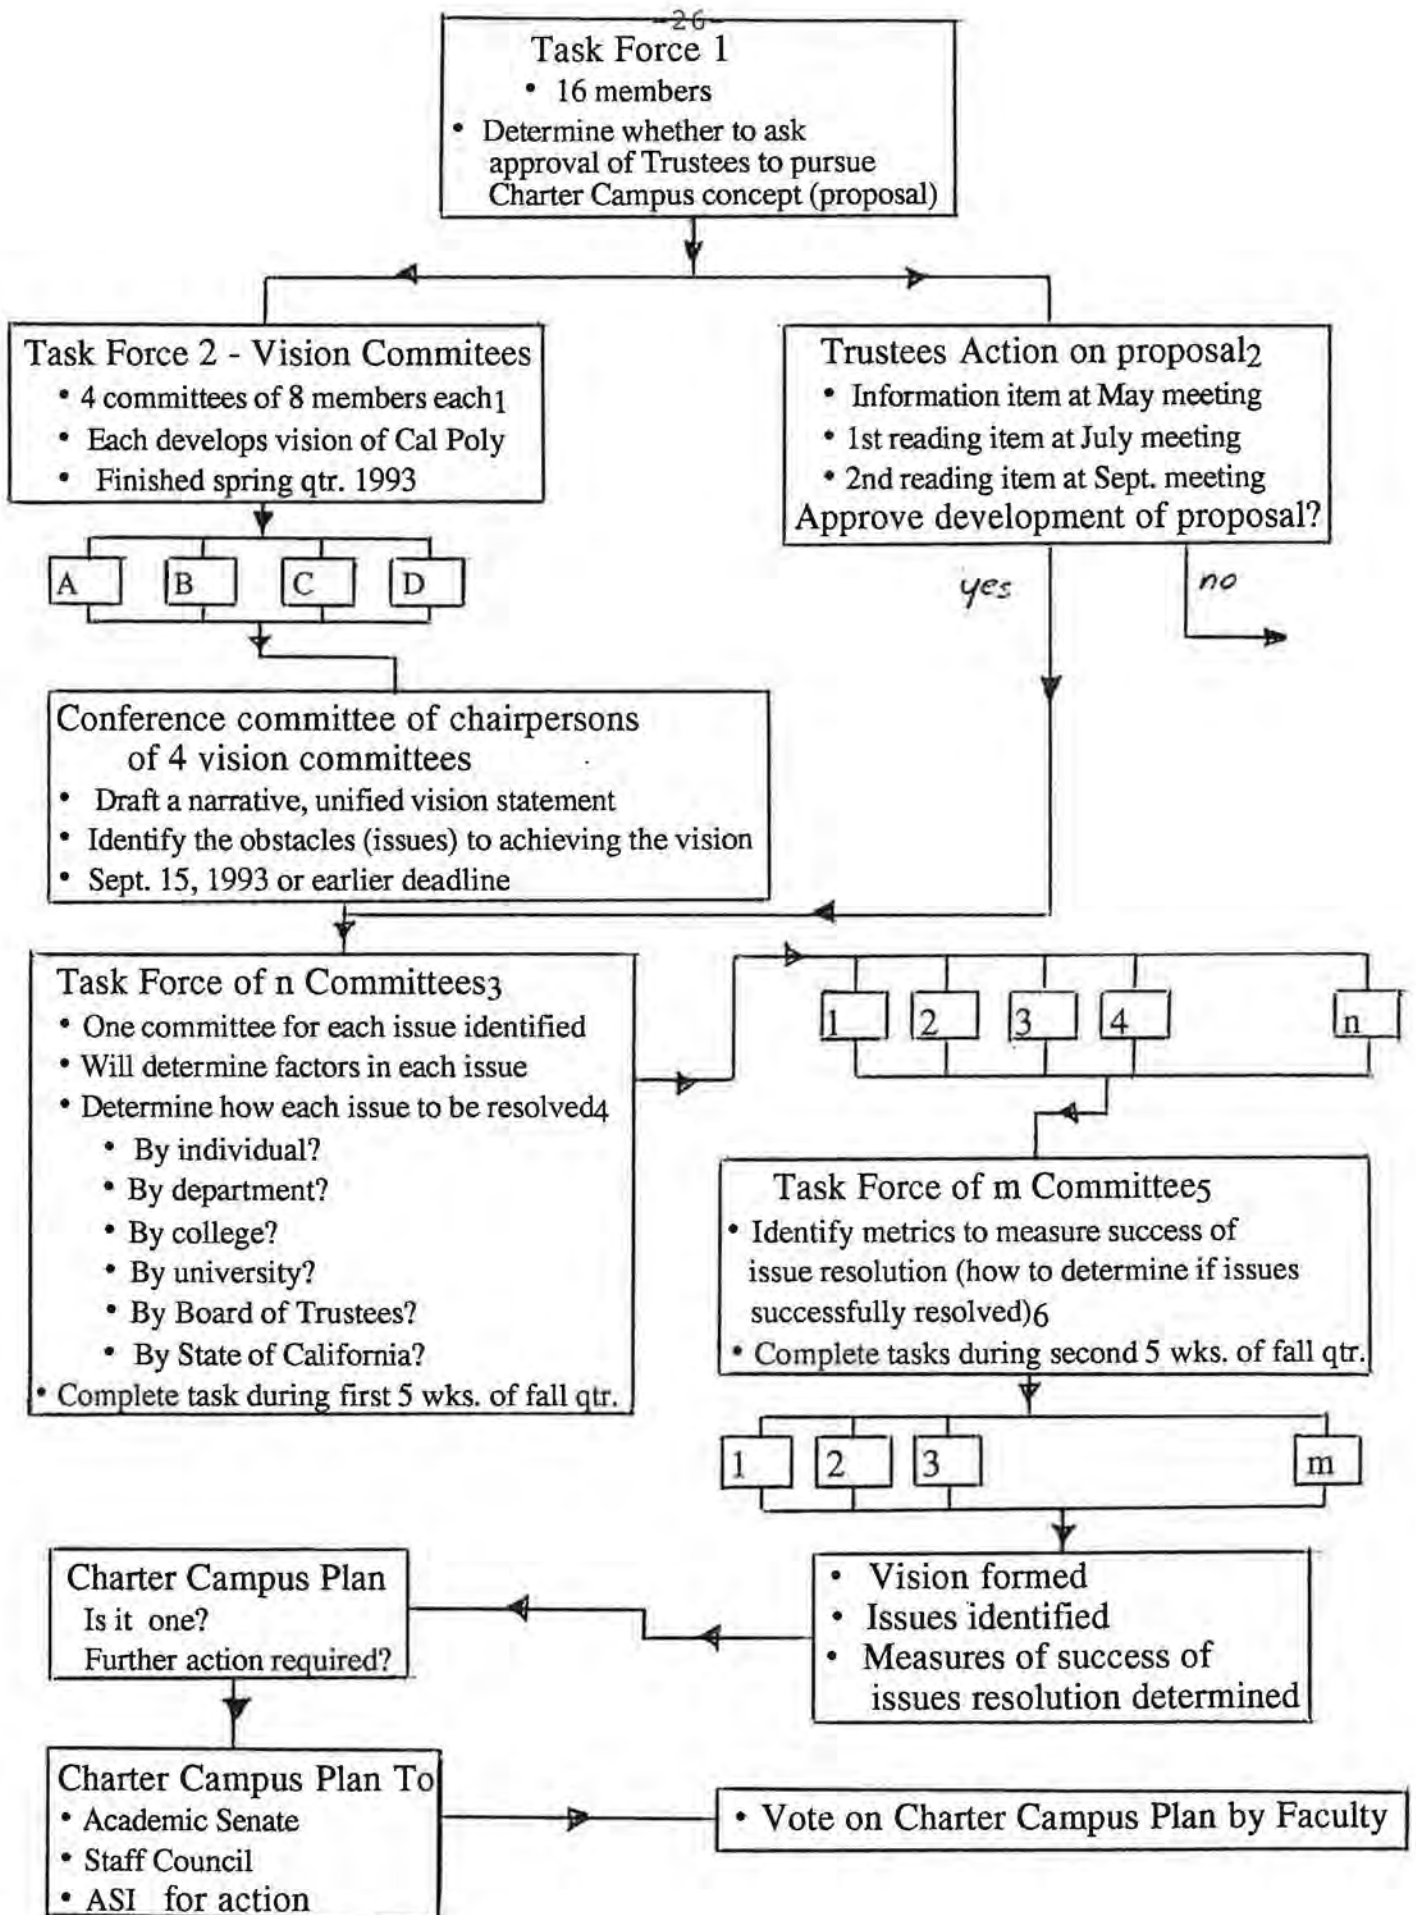 -26-
Task Force 1
• 16 members
• Determine whether to ask
approval of Trustees to pursue
Charter Campus concept (proposal)
Task Force 2 - Vision Commitees
• 4 committees of 8 members each1
• Each develops vision of Cal Poly
• Finished spring qtr. 1993
Trustees Action on proposal2
• Information item at May meeting
• 1st reading item at July meeting
• 2nd reading item at Sept. meeting
Approve development of proposal?
A B C D
yes
no
Conference committee of chairpersons
of 4 vision committees
• Draft a narrative, unified vision statement
• Identify the obstacles (issues) to achieving the vision
• Sept. 15, 1993 or earlier deadline
Task Force of n Committees3
• One committee for each issue identified
• Will determine factors in each issue
• Determine how each issue to be resolved4
• By individual?
• By department?
• By college?
• By university?
• By Board of Trustees?
• By State of California?
• Complete task during first 5 wks. of fall qtr.
1 2 3 4 n
Task Force of m Committee5
• Identify metrics to measure success of
issue resolution (how to determine if issues
successfully resolved)6
• Complete tasks during second 5 wks. of fall qtr.
1 2 3 m
• Vision formed
• Issues identified
• Measures of success of
issues resolution determined
Charter Campus Plan
Is it one?
Further action required?
Charter Campus Plan To
• Academic Senate
• Staff Council
• ASI for action
• Vote on Charter Campus Plan by Faculty